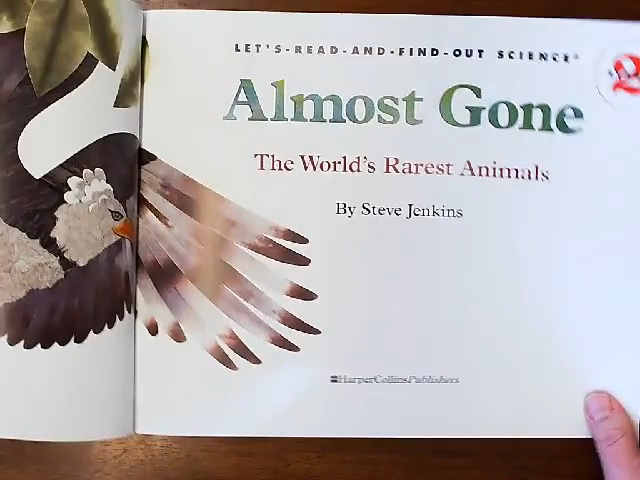 LET'S-READ-AND-FIND-OUT SCIENCE®
Almost Gone
The World's Rarest Animals
By Steve Jenkins
HarperCollinsPublishers